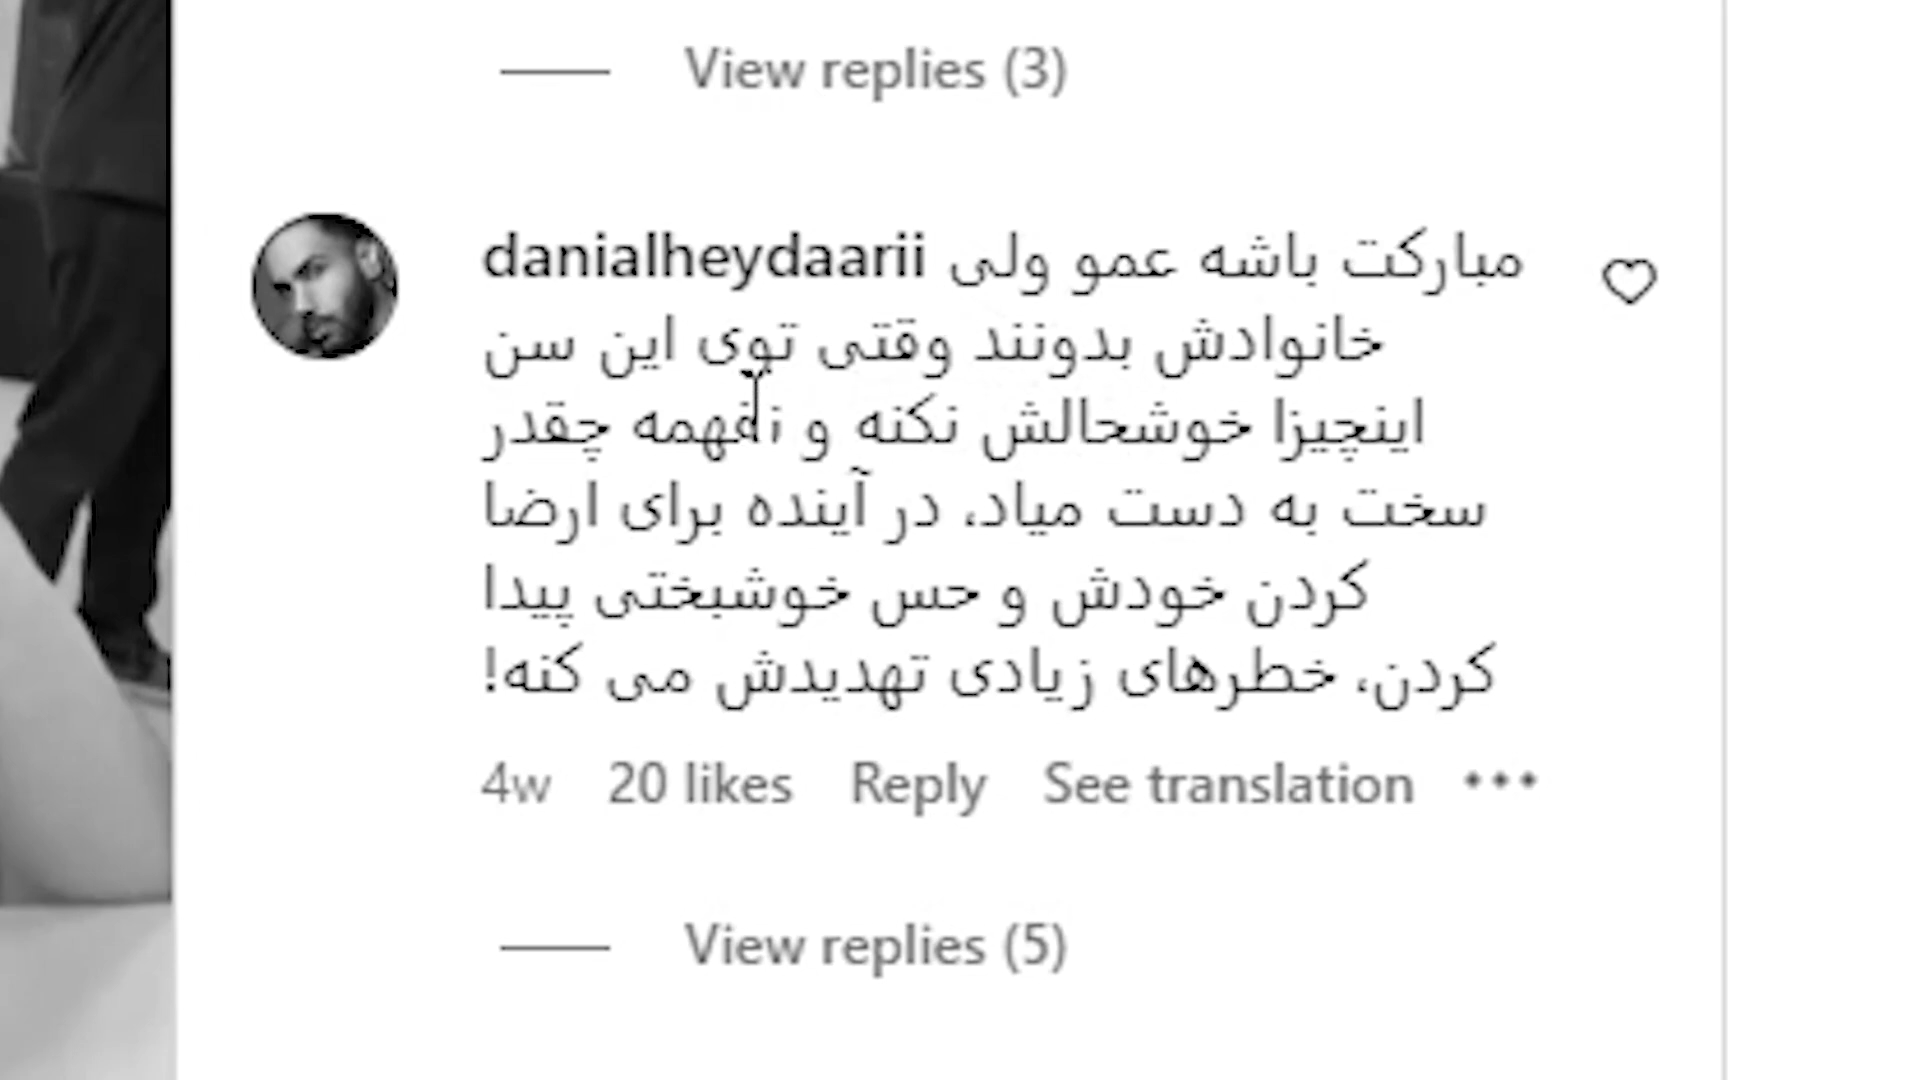 View replies (3)
danialheydaarii مبارکت باشه عمو ولی
خانوادش بدونند وقتی توی این سن
اینچیزا خوشحالش نکنه و نفهمه چقدر
سخت به دست میاد، در آینده برای ارضا
کردن خودش و حس خوشبختی پیدا
کردن، خطرهای زیادی تهدیدش می کنه!
4w 20 likes Reply See translation •••
View replies (5)